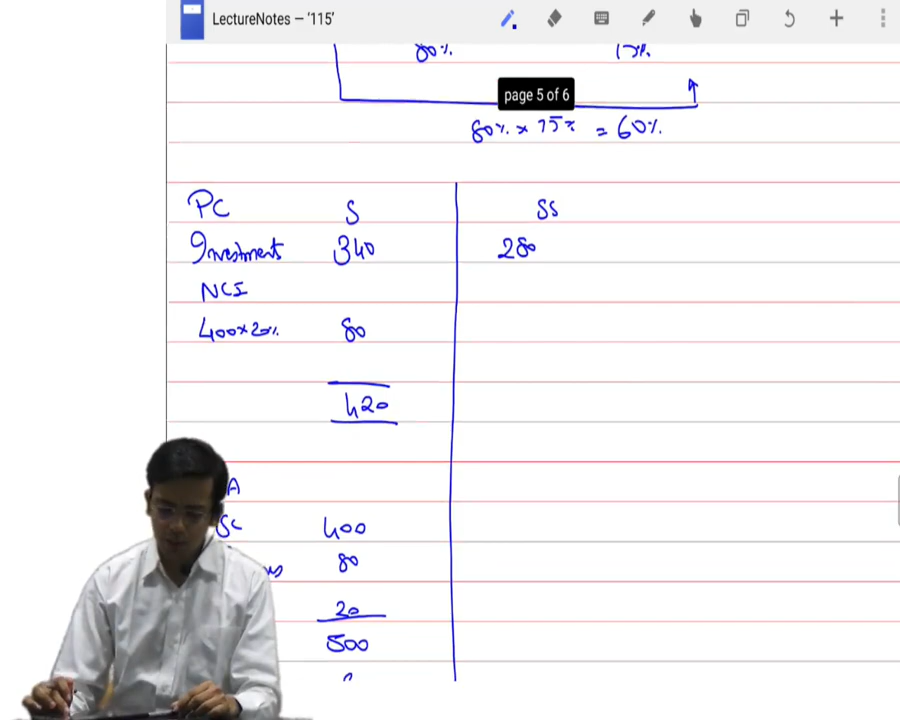 LectureNotes – '115'
80% 75%
page 5 of 6
80% × 75% = 60%
PC S SS
Investment 340 280
NCI
400×20% 80
420
A
SC 400
80
20
500